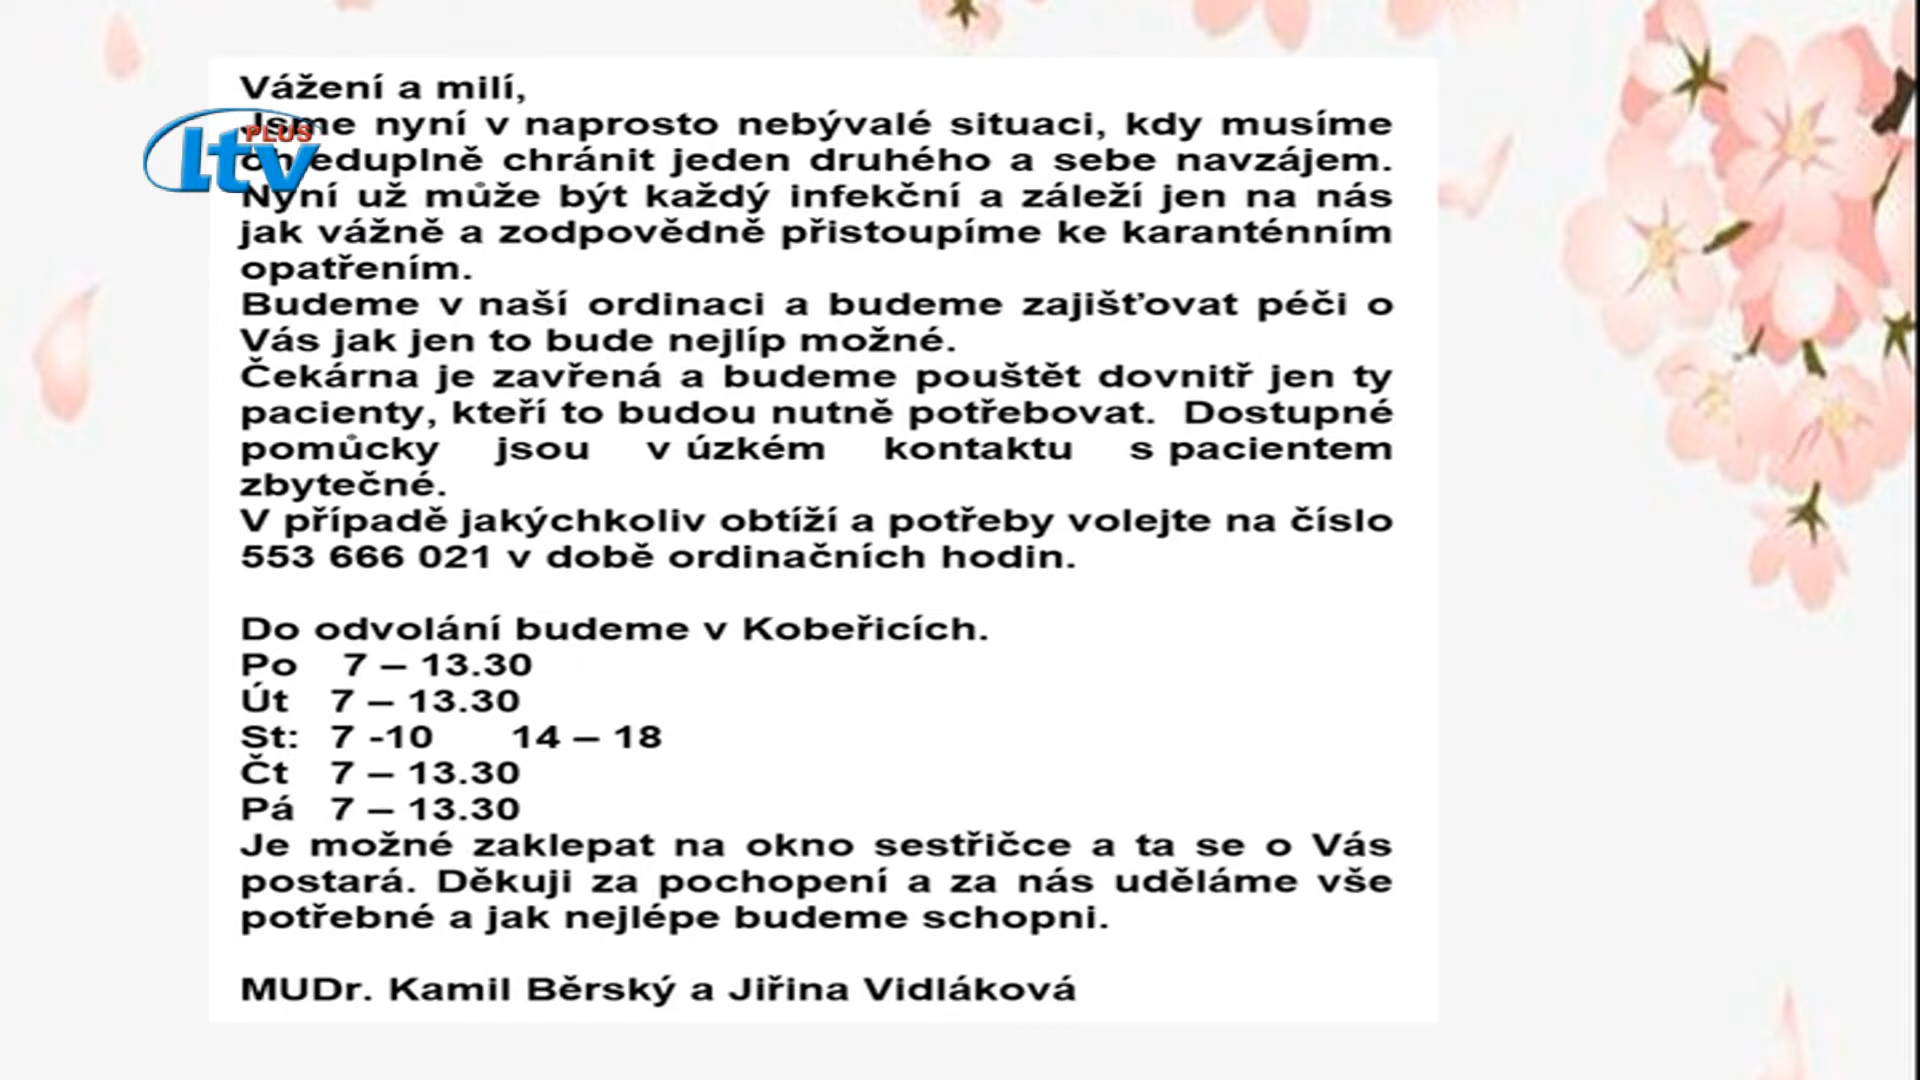 Vážení a milí,
Jsme nyní v naprosto nebývalé situaci, kdy musíme
chránit jeden druhého a sebe navzájem.
Nyní už může být každý infekční a záleží jen na nás
jak vážně a zodpovědně přistoupíme ke karanténním
opatřením.
Budeme v naší ordinaci a budeme zajišťovat péči o
Vás jak jen to bude nejlíp možné.
Čekárna je zavřená a budeme pouštět dovnitř jen ty
pacienty, kteří to budou nutně potřebovat. Dostupné
pomůcky jsou v úzkém kontaktu s pacientem
zbytečné.
V případě jakýchkoliv obtíží a potřeby volejte na číslo
553 666 021 v době ordinačních hodin.
Do odvolání budeme v Kobeřicích.
Po 7 – 13.30
Út 7 – 13.30
St: 7 -10 14 – 18
Čt 7 – 13.30
Pá 7 – 13.30
Je možné zaklepat na okno sestřičce a ta se o Vás
postará. Děkuji za pochopení a za nás uděláme vše
potřebné a jak nejlépe budeme schopni.
MUDr. Kamil Běrský a Jiřina Vidláková
ltv PLUS